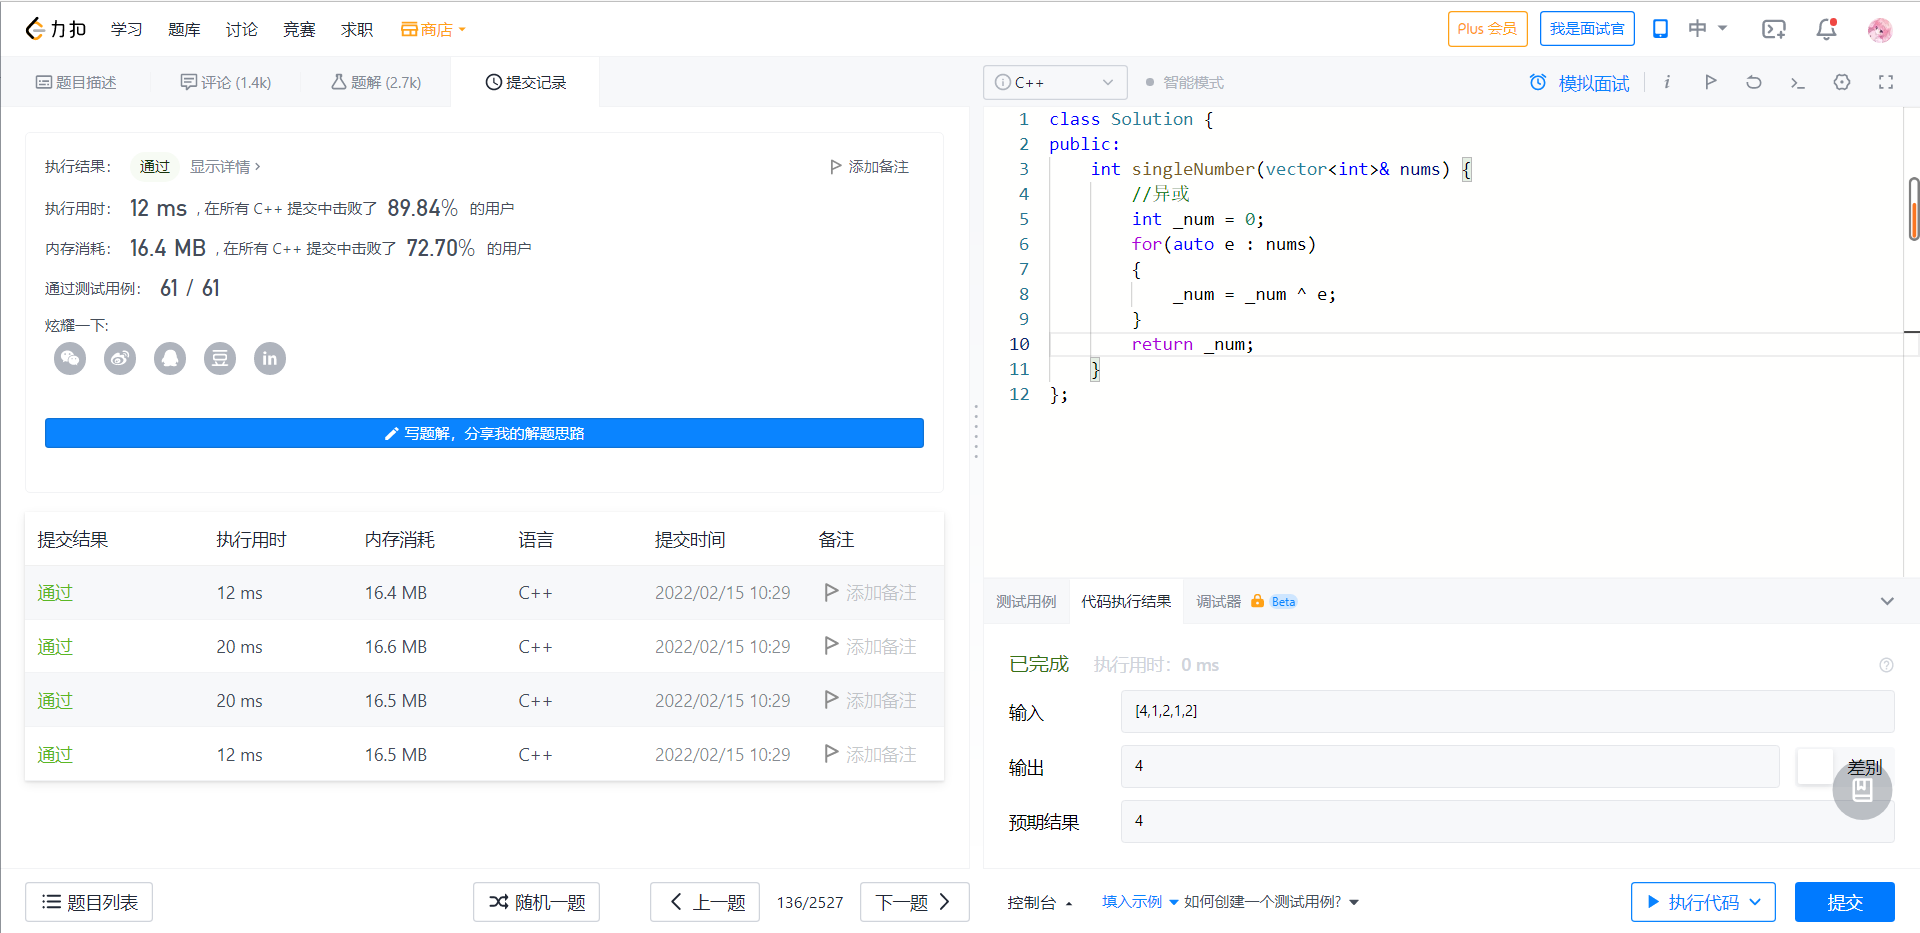 力扣 学习 题库 讨论 竞赛 求职 商店 Plus 会员 我是面试官 中
题目描述 评论 (1.4k) 题解 (2.7k) 提交记录
执行结果： 通过 显示详情 › 添加备注
执行用时： 12 ms , 在所有 C++ 提交中击败了 89.84% 的用户
内存消耗： 16.4 MB , 在所有 C++ 提交中击败了 72.70% 的用户
通过测试用例： 61 / 61
炫耀一下:
豆 in
写题解，分享我的解题思路
提交结果 执行用时 内存消耗 语言 提交时间 备注
通过 12 ms 16.4 MB C++ 2022/02/15 10:29 添加备注
通过 20 ms 16.6 MB C++ 2022/02/15 10:29 添加备注
通过 20 ms 16.5 MB C++ 2022/02/15 10:29 添加备注
通过 12 ms 16.5 MB C++ 2022/02/15 10:29 添加备注
题目列表 随机一题 上一题 136/2527 下一题
C++ 智能模式 模拟面试 i
1 class Solution {
2 public:
3 int singleNumber(vector<int>& nums) {
4 //异或
5 int _num = 0;
6 for(auto e : nums)
7 {
8 _num = _num ^ e;
9 }
10 return _num;
11 }
12 };
测试用例 代码执行结果 调试器 Beta
已完成 执行用时：0 ms
输入 [4,1,2,1,2]
输出 4 差别
预期结果 4
控制台 填入示例 如何创建一个测试用例? 执行代码 提交